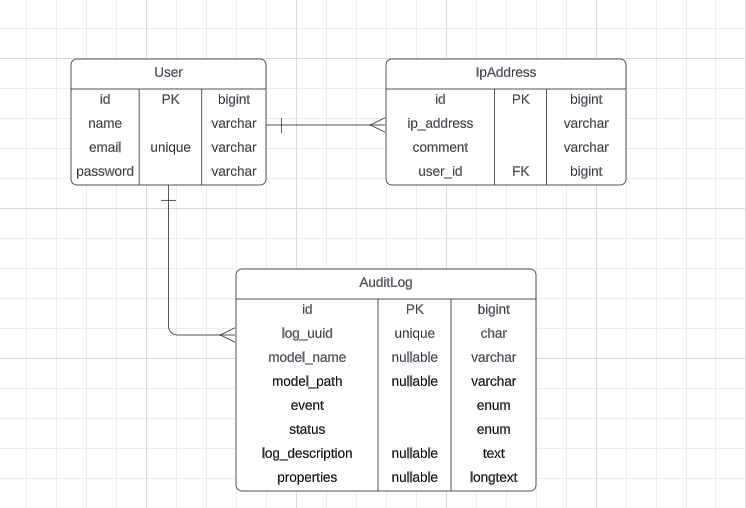 User
id PK bigint
name varchar
email unique varchar
password varchar
IpAddress
id PK bigint
ip_address varchar
comment varchar
user_id FK bigint
AuditLog
id PK bigint
log_uuid unique char
model_name nullable varchar
model_path nullable varchar
event enum
status enum
log_description nullable text
properties nullable longtext